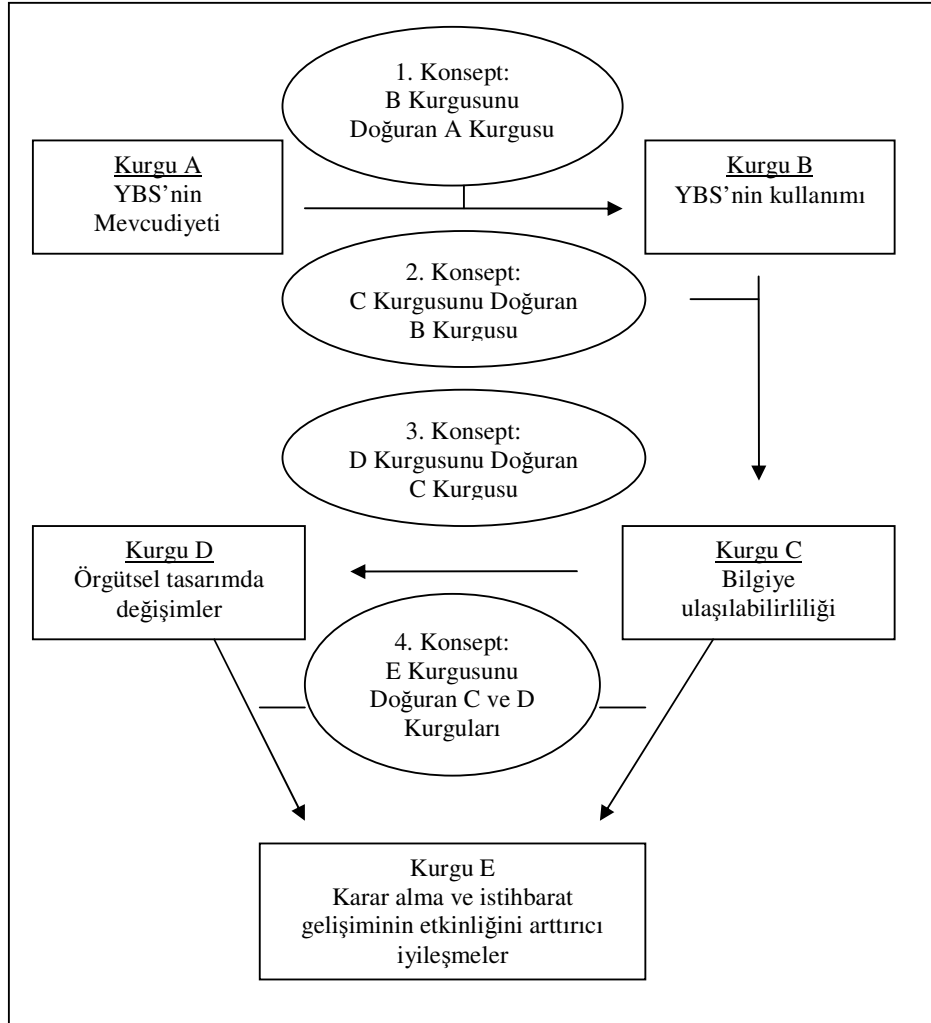 1. Konsept:
B Kurgusunu
Doğuran A Kurgusu
Kurgu A
YBS’nin
Mevcudiyeti
Kurgu B
YBS’nin kullanımı
2. Konsept:
C Kurgusunu Doğuran
B Kurgusu
3. Konsept:
D Kurgusunu Doğuran
C Kurgusu
Kurgu D
Örgütsel tasarımda
değişimler
Kurgu C
Bilgiye
ulaşılabilirliliği
4. Konsept:
E Kurgusunu
Doğuran C ve D
Kurguları
Kurgu E
Karar alma ve istihbarat
gelişiminin etkinliğini arttırıcı
iyileşmeler